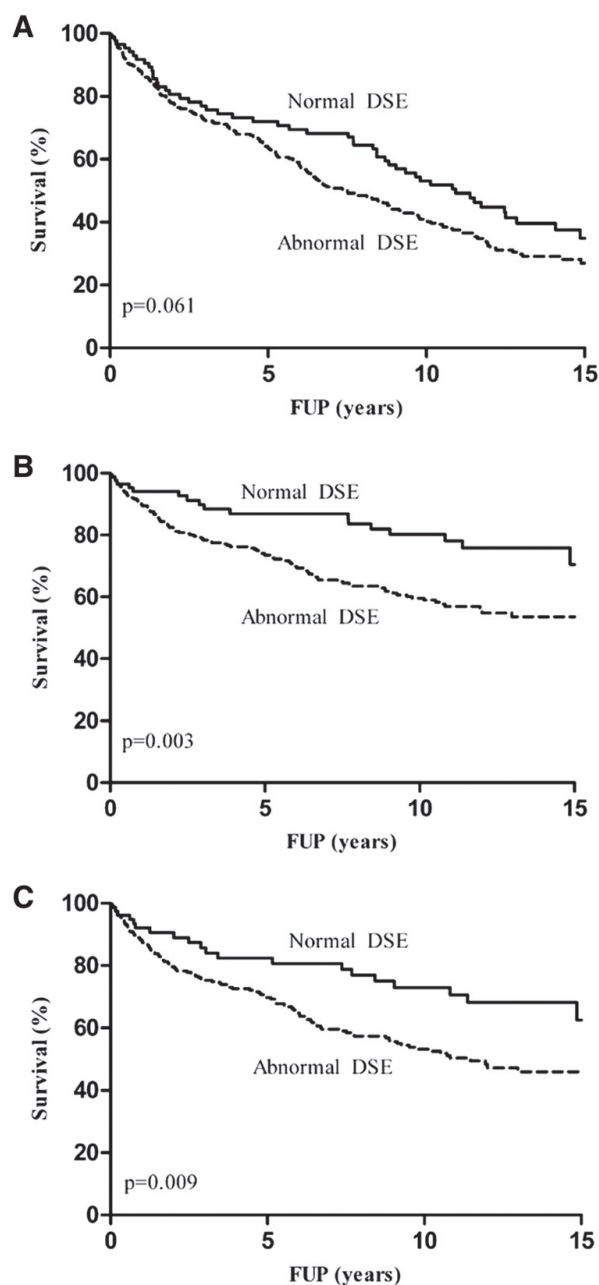 A
100
80
60
40
20
0
Survival (%)
Normal DSE
Abnormal DSE
p=0.061
0 5 10 15
FUP (years)
B
100
80
60
40
20
0
Survival (%)
Normal DSE
Abnormal DSE
p=0.003
0 5 10 15
FUP (years)
C
100
80
60
40
20
0
Survival (%)
Normal DSE
Abnormal DSE
p=0.009
0 5 10 15
FUP (years)